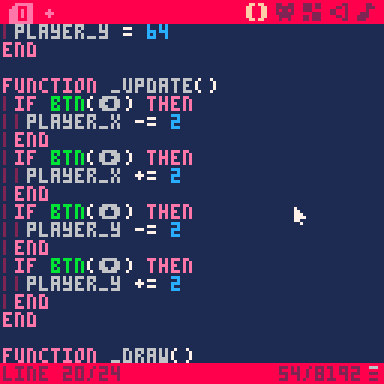 0 +
PLAYER_Y = 64
END
FUNCTION _UPDATE()
IF BTN(⬅️) THEN
PLAYER_X -= 2
END
IF BTN(➡️) THEN
PLAYER_X += 2
END
IF BTN(⬆️) THEN
PLAYER_Y -= 2
END
IF BTN(⬇️) THEN
PLAYER_Y += 2
END
END
FUNCTION _DRAW()
LINE 20/24 54/8192